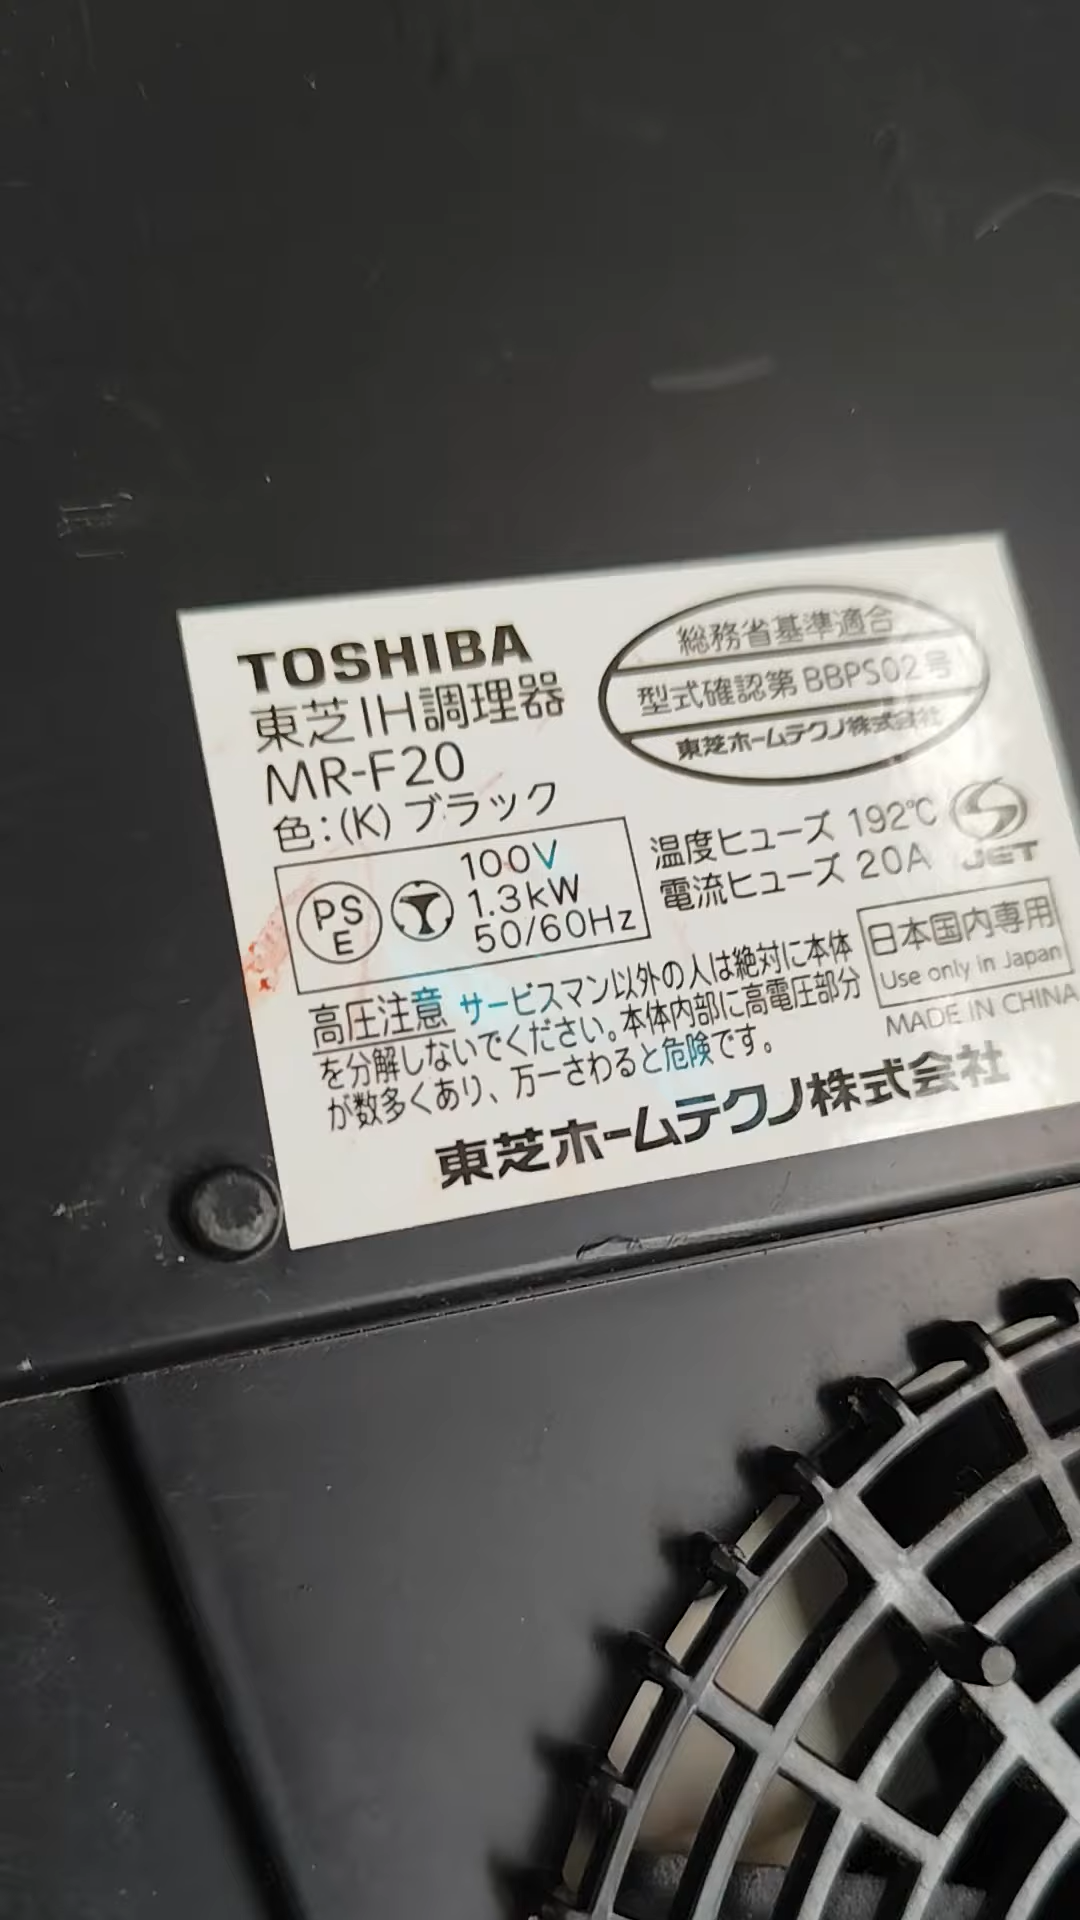 TOSHIBA
東芝IH調理器
MR-F20
色：(K) ブラック
総務省基準適合
型式確認第BBPS02号
東芝ホームテクノ株式会社
PS
E
100V
1.3kW
50/60Hz
温度ヒューズ 192℃
電流ヒューズ 20A
JET
日本国内専用
Use only in Japan
MADE IN CHINA
高圧注意 サービスマン以外の人は絶対に本体
を分解しないでください。本体内部に高電圧部分
が数多くあり、万一さわると危険です。
東芝ホームテクノ株式会社